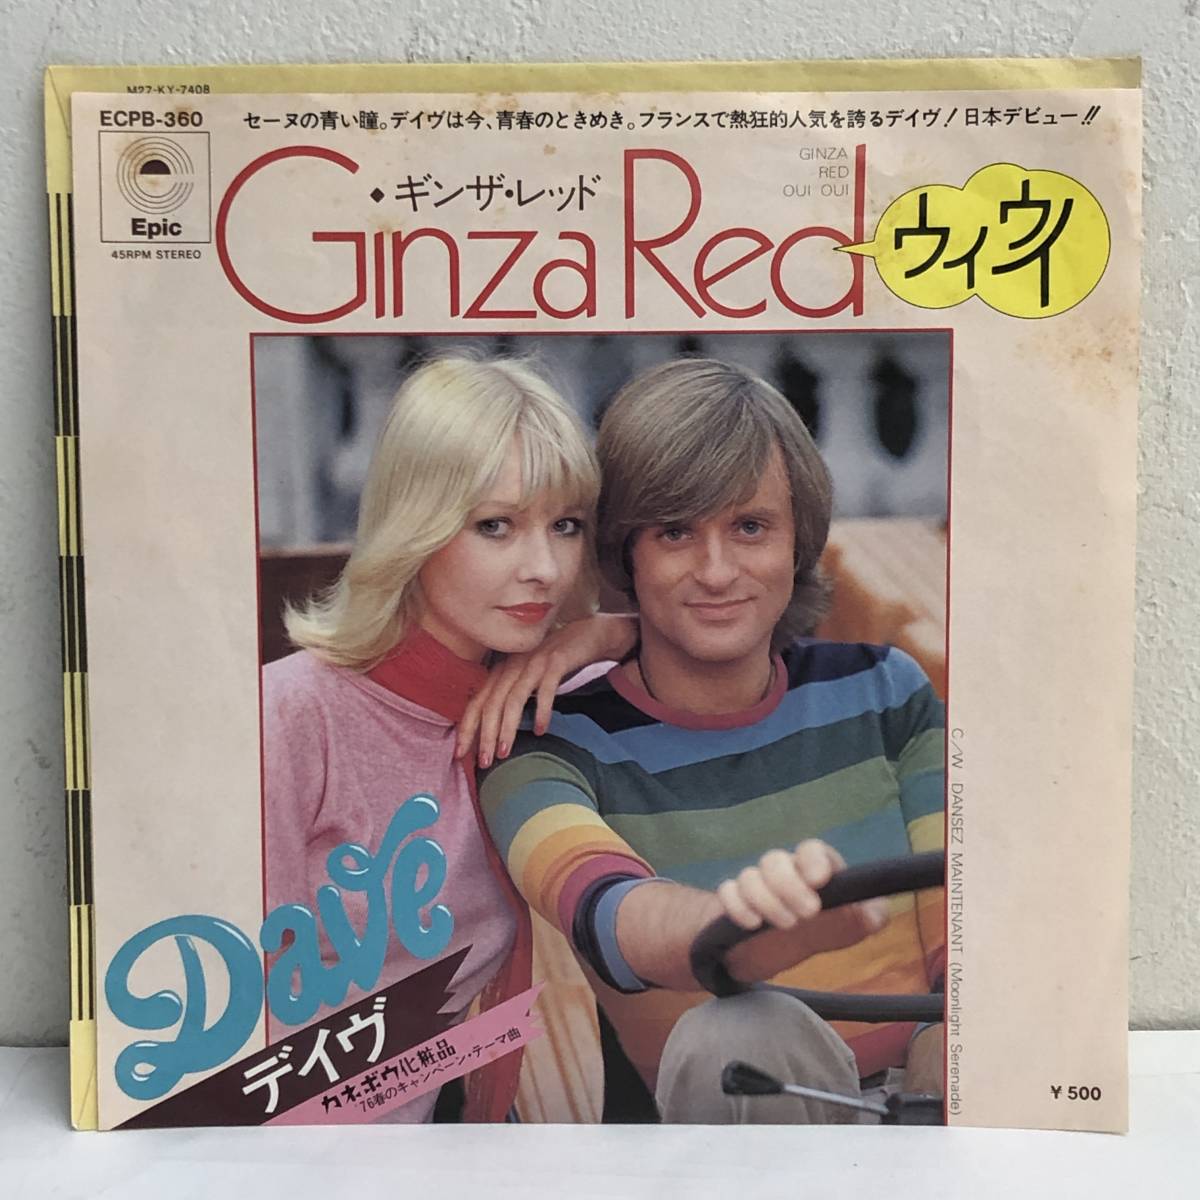 M27-KY-7408
ECPB-360
セーヌの青い瞳。デイヴは今、青春のときめき。フランスで熱狂的人気を誇るデイヴ!日本デビュー!!
Epic
45RPM STEREO
◆ギンザ・レッド
Ginza Red
GINZA
RED
OUI OUI
ウィ
ウイ
C/W DANSEZ MAINTENANT (Moonlight Serenade)
Dave
デイヴ
カネボウ化粧品
'76春のキャンペーン・テーマ曲
¥500